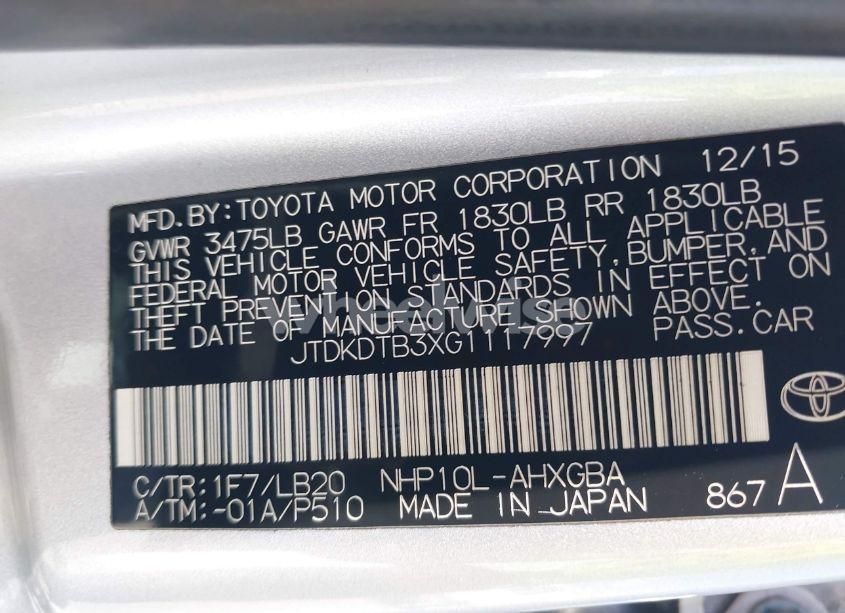 MFD.BY:TOYOTA MOTOR CORPORATION 12/15
GVWR 3475LB GAWR FR 1830LB RR 1830LB
THIS VEHICLE CONFORMS TO ALL APPLICABLE
FEDERAL MOTOR VEHICLE SAFETY,BUMPER,AND
THEFT PREVENTION STANDARDS IN EFFECT ON
THE DATE OF MANUFACTURE SHOWN ABOVE.
JTDKDTB3XG1117997 PASS.CAR
C/TR:1F7/LB20 NHP10L-AHXGBA
A/TM:-01A/P510 MADE IN JAPAN 867 A
wheelwise